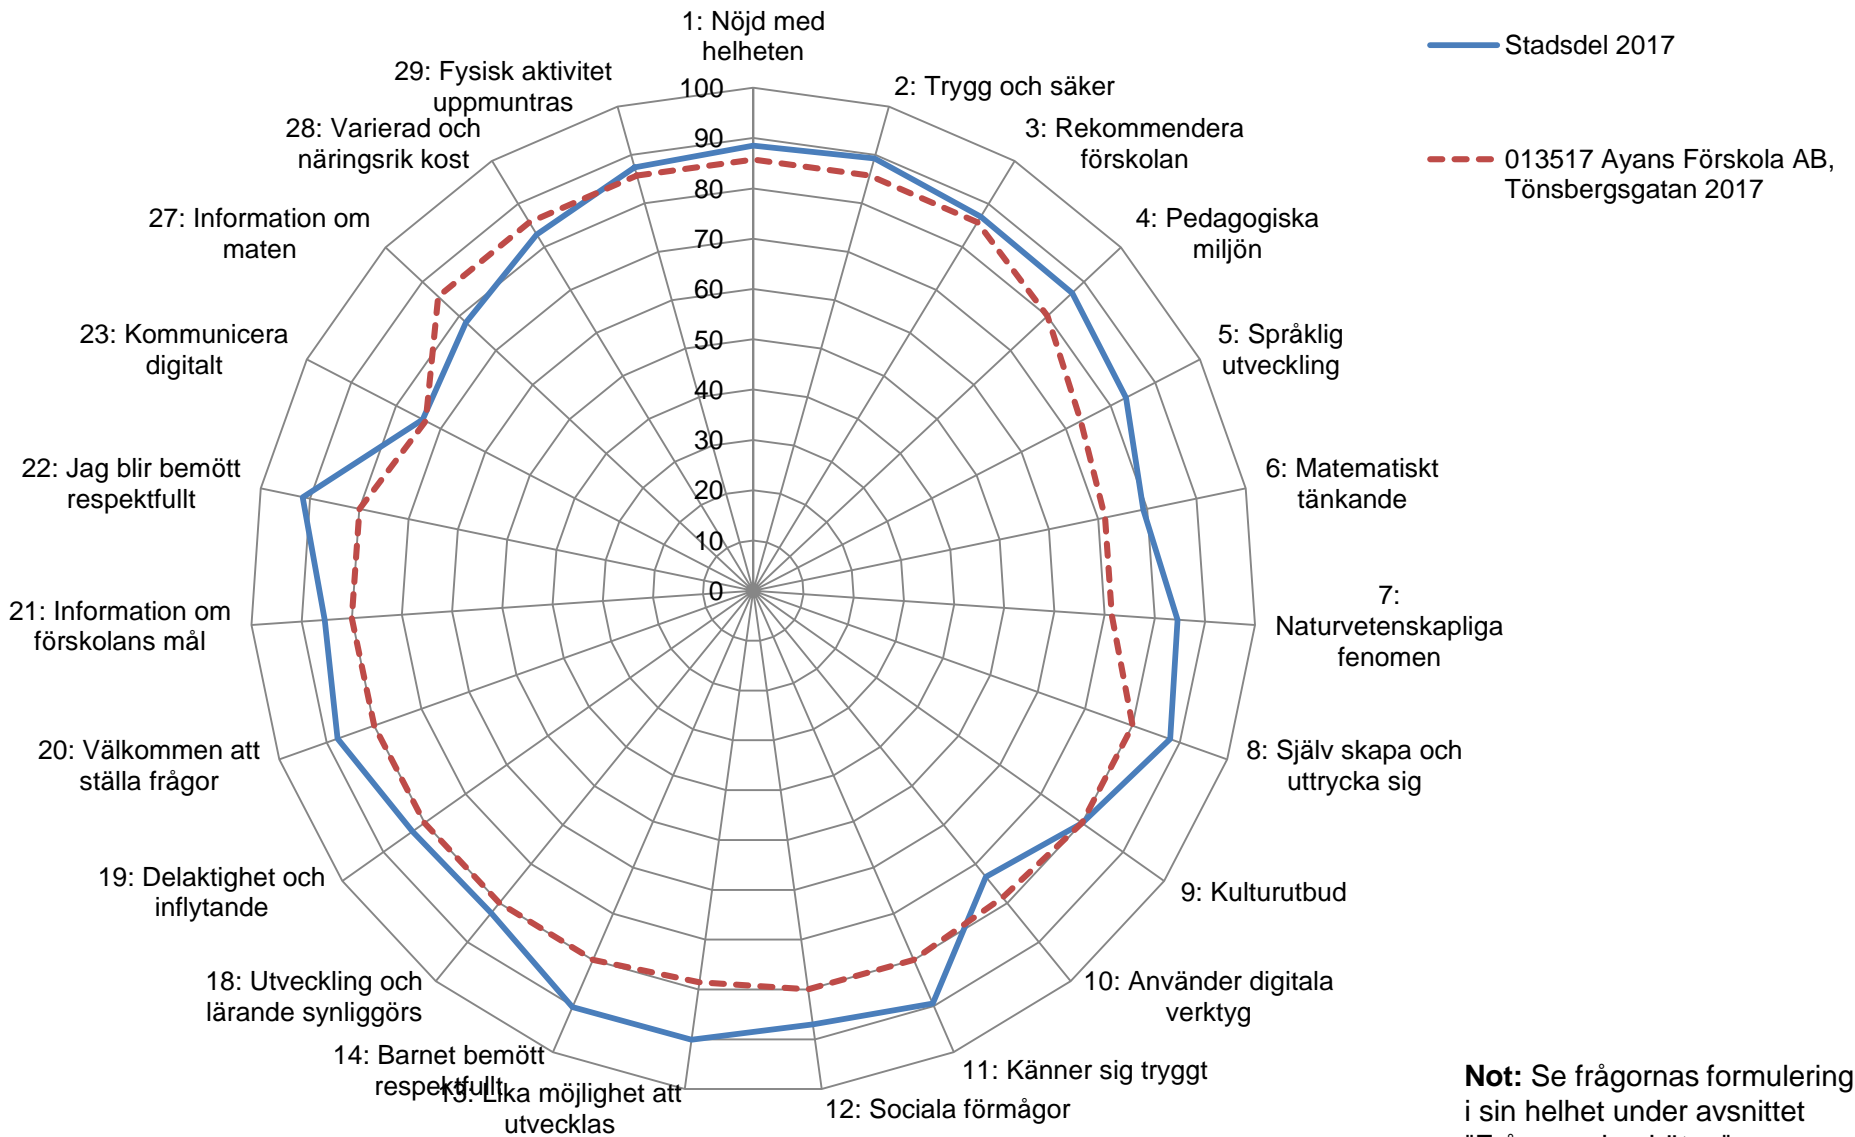 1: Nöjd med
helheten
2: Trygg och säker
3: Rekommendera
förskolan
4: Pedagogiska
miljön
5: Språklig
utveckling
6: Matematiskt
tänkande
7:
Naturvetenskapliga
fenomen
8: Själv skapa och
uttrycka sig
9: Kulturutbud
10: Använder digitala
verktyg
11: Känner sig tryggt
12: Sociala förmågor
13: Lika möjlighet att
utvecklas
14: Barnet bemött
respektfullt
18: Utveckling och
lärande synliggörs
19: Delaktighet och
inflytande
20: Välkommen att
ställa frågor
21: Information om
förskolans mål
22: Jag blir bemött
respektfullt
23: Kommunicera
digitalt
27: Information om
maten
28: Varierad och
näringsrik kost
29: Fysisk aktivitet
uppmuntras
100
90
80
70
60
50
40
30
20
10
0
Stadsdel 2017
013517 Ayans Förskola AB,
Tönsbergsgatan 2017
Not: Se frågornas formulering
i sin helhet under avsnittet